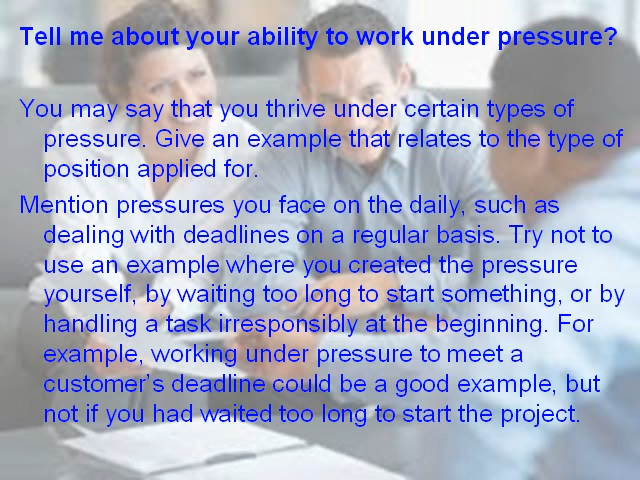 Tell me about your ability to work under pressure?
You may say that you thrive under certain types of
pressure. Give an example that relates to the type of
position applied for.
Mention pressures you face on the daily, such as
dealing with deadlines on a regular basis. Try not to
use an example where you created the pressure
yourself, by waiting too long to start something, or by
handling a task irresponsibly at the beginning. For
example, working under pressure to meet a
customer’s deadline could be a good example, but
not if you had waited too long to start the project.